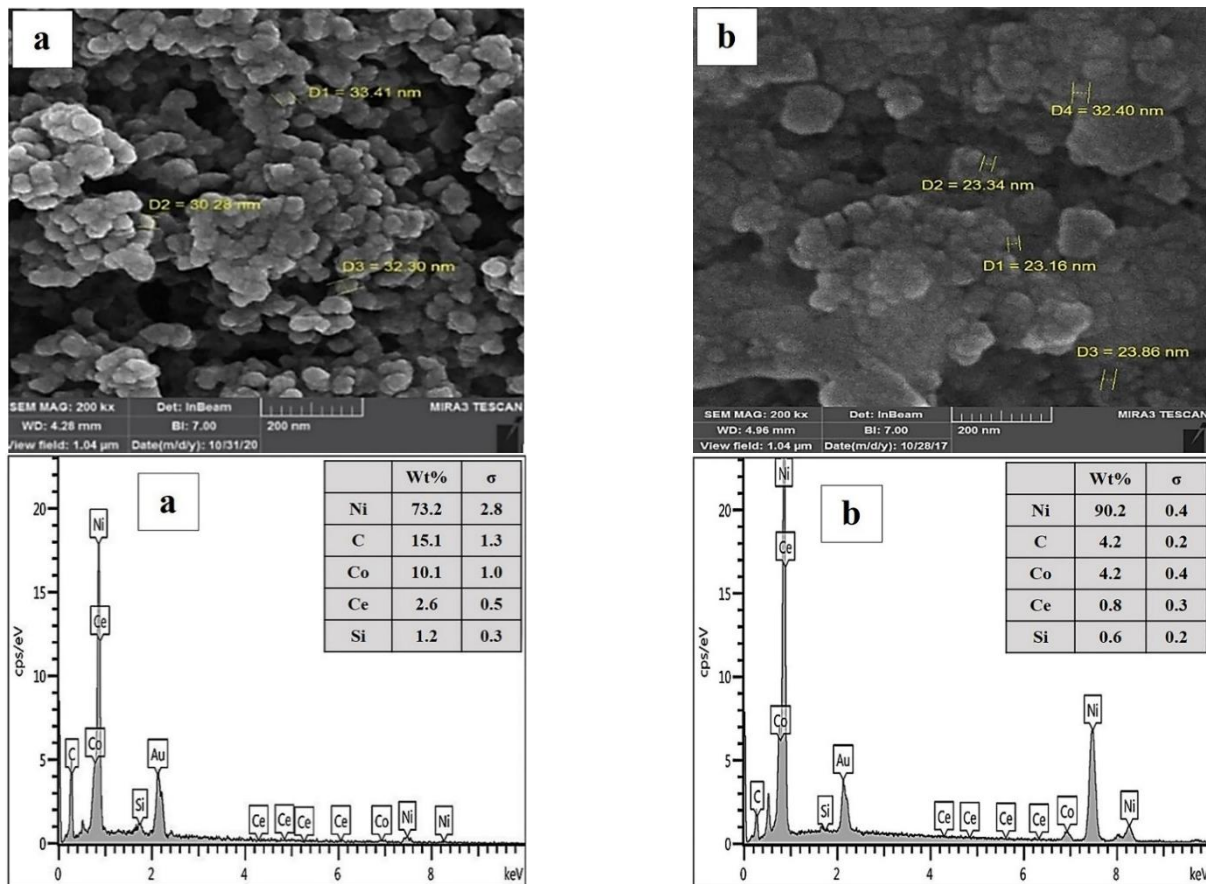 a
D1 = 33.41 nm
D2 = 30.28 nm
D3 = 32.30 nm
SEM MAG: 200 kx Det: InBeam MIRA3 TESCAN
WD: 4.28 mm BI: 7.00 200 nm
View field: 1.04 µm Date(m/d/y): 10/31/20
b
D4 = 32.40 nm
D2 = 23.34 nm
D1 = 23.16 nm
D3 = 23.86 nm
SEM MAG: 200 kx Det: InBeam MIRA3 TESCAN
WD: 4.96 mm BI: 7.00 200 nm
View field: 1.04 µm Date(m/d/y): 10/28/17
a
Wt% σ
Ni 73.2 2.8
C 15.1 1.3
Co 10.1 1.0
Ce 2.6 0.5
Si 1.2 0.3
cps/eV
20
15
10
5
0
Ni
Ce
C Co Si Au Ce Ce Ce Ce Co Ni Ni
0 2 4 6 8 keV
b
Wt% σ
Ni 90.2 0.4
C 4.2 0.2
Co 4.2 0.4
Ce 0.8 0.3
Si 0.6 0.2
cps/eV
20
15
10
5
0
Ni
Ce
Co
C Si Au Ce Ce Ce Ce Co Ni Ni
0 2 4 6 8 keV